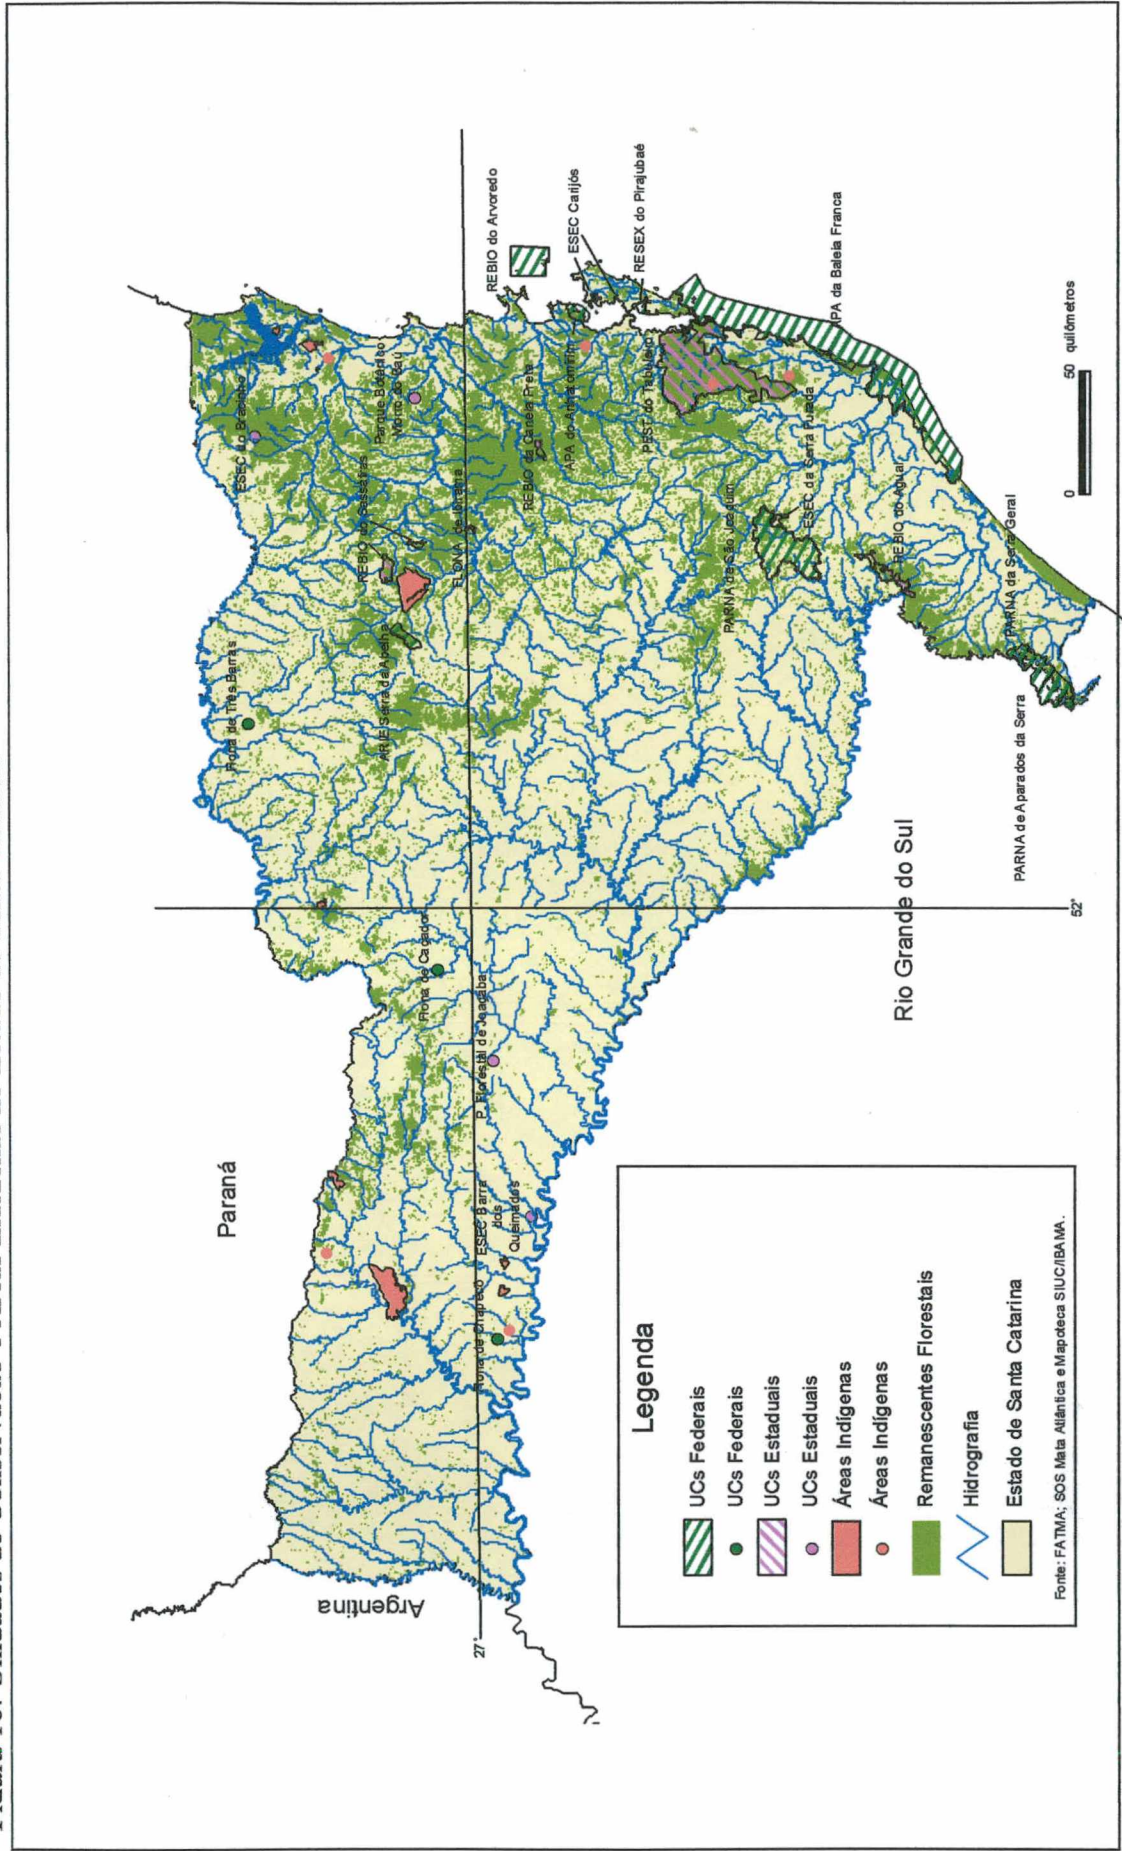 Paraná
Argentina
Rio Grande do Sul
27°
52°
Flona de Três Barras
ESEC do Bracinho
Parque Botânico
Morro do Baú
REBIO do Sassafrás
ARIE Serra da Abelha
FLONA de Ibirama
Flona de Caçador
P. Florestal de Joaçaba
ESEC Barra
dos
Queimados
Flona de Chapecó
REBIO da Canela Preta
REBIO do Arvoredo
ESEC Carijós
RESEX do Pirajubaé
APA do Anhatomirim
PEST do Tabuleiro
PA da Baleia Franca
PARNA de São Joaquim
ESEC da Serra Furada
REBIO do Aguaí
PARNA da Serra Geral
PARNA de Aparados da Serra
0 50 quilômetros
Legenda
UCs Federais
UCs Federais
UCs Estaduais
UCs Estaduais
Áreas Indígenas
Áreas Indígenas
Remanescentes Florestais
Hidrografia
Estado de Santa Catarina
Fonte: FATMA; SOS Mata Atlântica e Mapoteca SIUC/IBAMA.